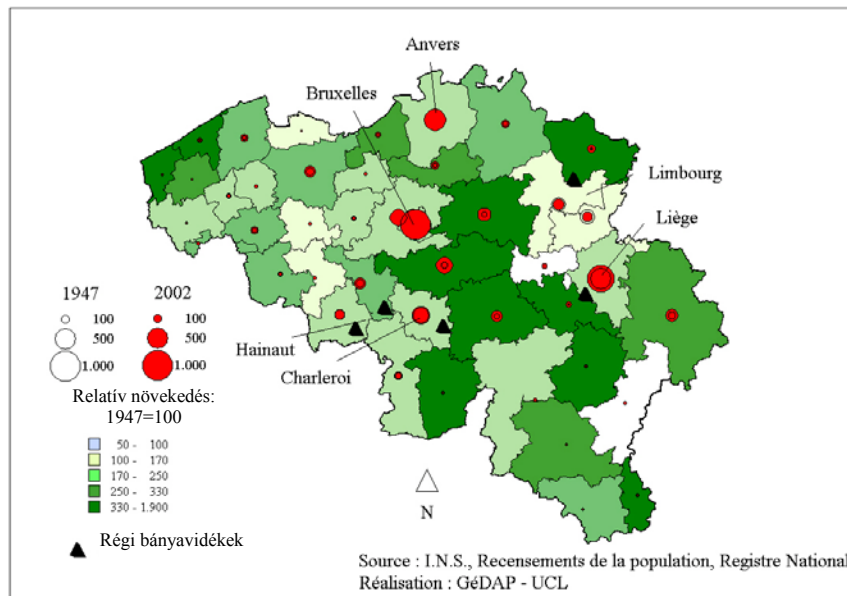 Anvers
Bruxelles
Limbourg
Liège
1947 2002
100 100
500 500
1.000 1.000
Hainaut
Charleroi
Relatív növekedés:
1947=100
50 - 100
100 - 170
170 - 250
250 - 330
330 - 1.900
N
Régi bányavidékek
Source : I.N.S., Recensements de la population, Registre National
Réalisation : GéDAP - UCL